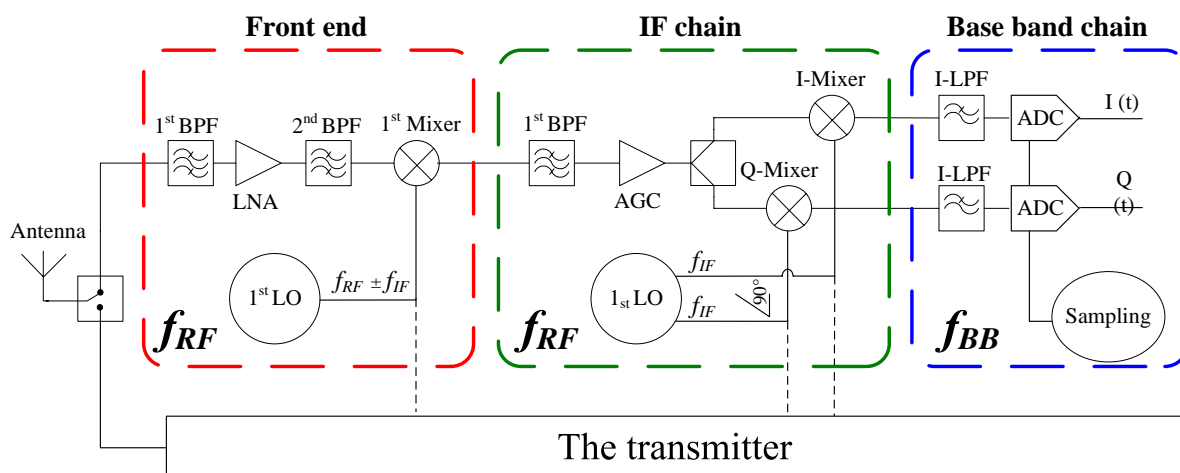 Front end
IF chain
Base band chain
1st BPF
2nd BPF
1st Mixer
LNA
1st LO
fRF ± fIF
fRF
Antenna
1st BPF
AGC
I-Mixer
Q-Mixer
1st LO
fIF
fIF
90°
fRF
I-LPF
ADC
I (t)
I-LPF
ADC
Q
(t)
Sampling
fBB
The transmitter